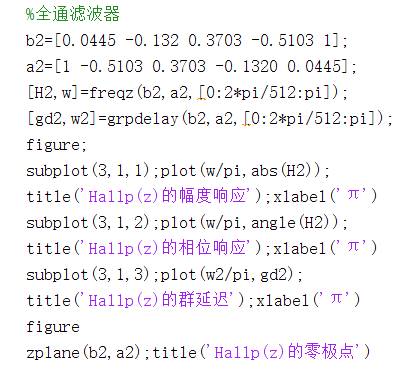 %全通滤波器
b2=[0.0445 -0.132 0.3703 -0.5103 1];
a2=[1 -0.5103 0.3703 -0.1320 0.0445];
[H2,w]=freqz(b2,a2,[0:2*pi/512:pi]);
[gd2,w2]=grpdelay(b2,a2,[0:2*pi/512:pi]);
figure;
subplot(3,1,1);plot(w/pi,abs(H2));
title('Hallp(z)的幅度响应');xlabel('π')
subplot(3,1,2);plot(w/pi,angle(H2));
title('Hallp(z)的相位响应');xlabel('π')
subplot(3,1,3);plot(w2/pi,gd2);
title('Hallp(z)的群延迟');xlabel('π')
figure
zplane(b2,a2);title('Hallp(z)的零极点')